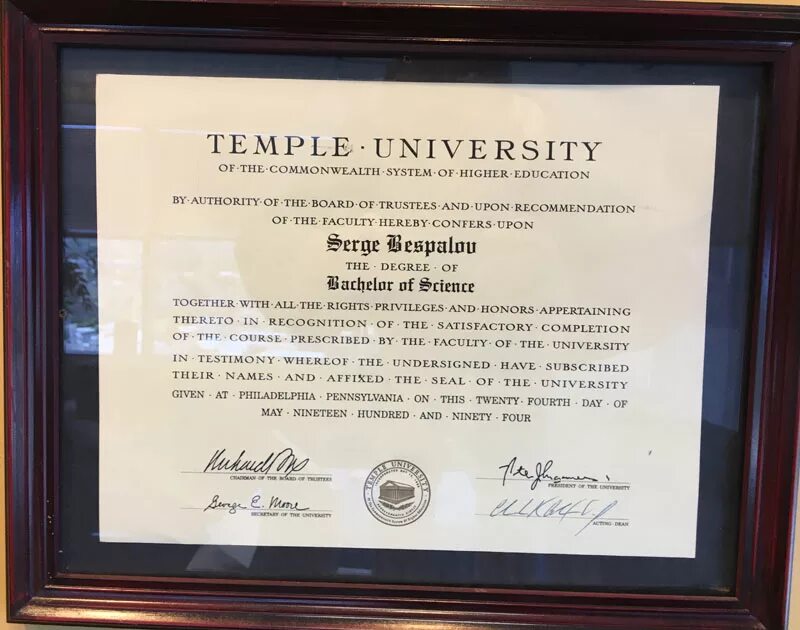 TEMPLE · UNIVERSITY
OF · THE · COMMONWEALTH · SYSTEM · OF · HIGHER · EDUCATION
BY · AUTHORITY · OF · THE · BOARD · OF · TRUSTEES · AND · UPON · RECOMMENDATION
OF · THE · FACULTY · HEREBY · CONFERS · UPON
Serge Bespalov
THE · DEGREE · OF
Bachelor of Science
TOGETHER · WITH · ALL · THE · RIGHTS · PRIVILEGES · AND · HONORS · APPERTAINING
THERETO · IN · RECOGNITION · OF · THE · SATISFACTORY · COMPLETION
OF · THE · COURSE · PRESCRIBED · BY · THE · FACULTY · OF · THE · UNIVERSITY
IN · TESTIMONY · WHEREOF · THE · UNDERSIGNED · HAVE · SUBSCRIBED
THEIR · NAMES · AND · AFFIXED · THE · SEAL · OF · THE · UNIVERSITY
GIVEN · AT · PHILADELPHIA · PENNSYLVANIA · ON · THIS · TWENTY · FOURTH · DAY · OF
MAY · NINETEEN · HUNDRED · AND · NINETY · FOUR
CHAIRMAN OF THE BOARD OF TRUSTEES
PRESIDENT OF THE UNIVERSITY
George E. Moore
SECRETARY OF THE UNIVERSITY
ACTING DEAN
TEMPLE UNIVERSITY